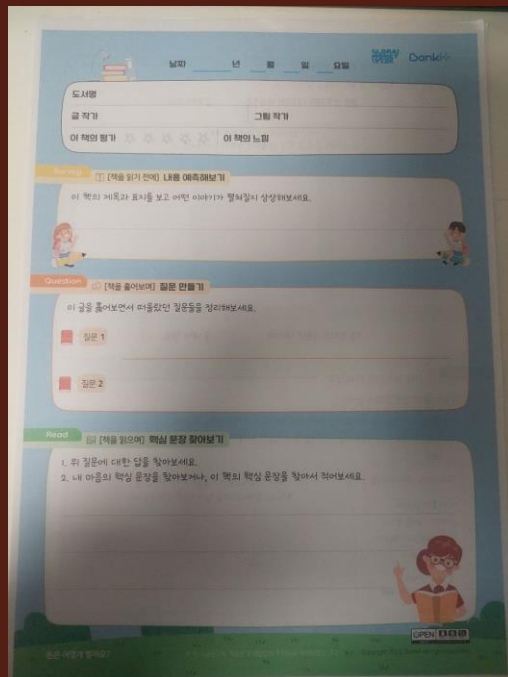 날짜 년 월 일 요일
Dankkum
도서명
글 작가 그림 작가
이 책의 평가 이 책의 느낌
[책을 읽기 전에] 내용 예측해보기
이 책의 제목과 표지를 보고 어떤 이야기가 펼쳐질지 상상해보세요.
Question [책을 훑어보며] 질문 만들기
이 글을 훑어보면서 떠올랐던 질문들을 정리해보세요.
질문 1
질문 2
Read [책을 읽으며] 핵심 문장 찾아보기
1. 위 질문에 대한 답을 찾아보세요.
2. 내 마음의 핵심 문장을 찾아보거나, 이 책의 핵심 문장을 찾아서 적어보세요.
OPEN